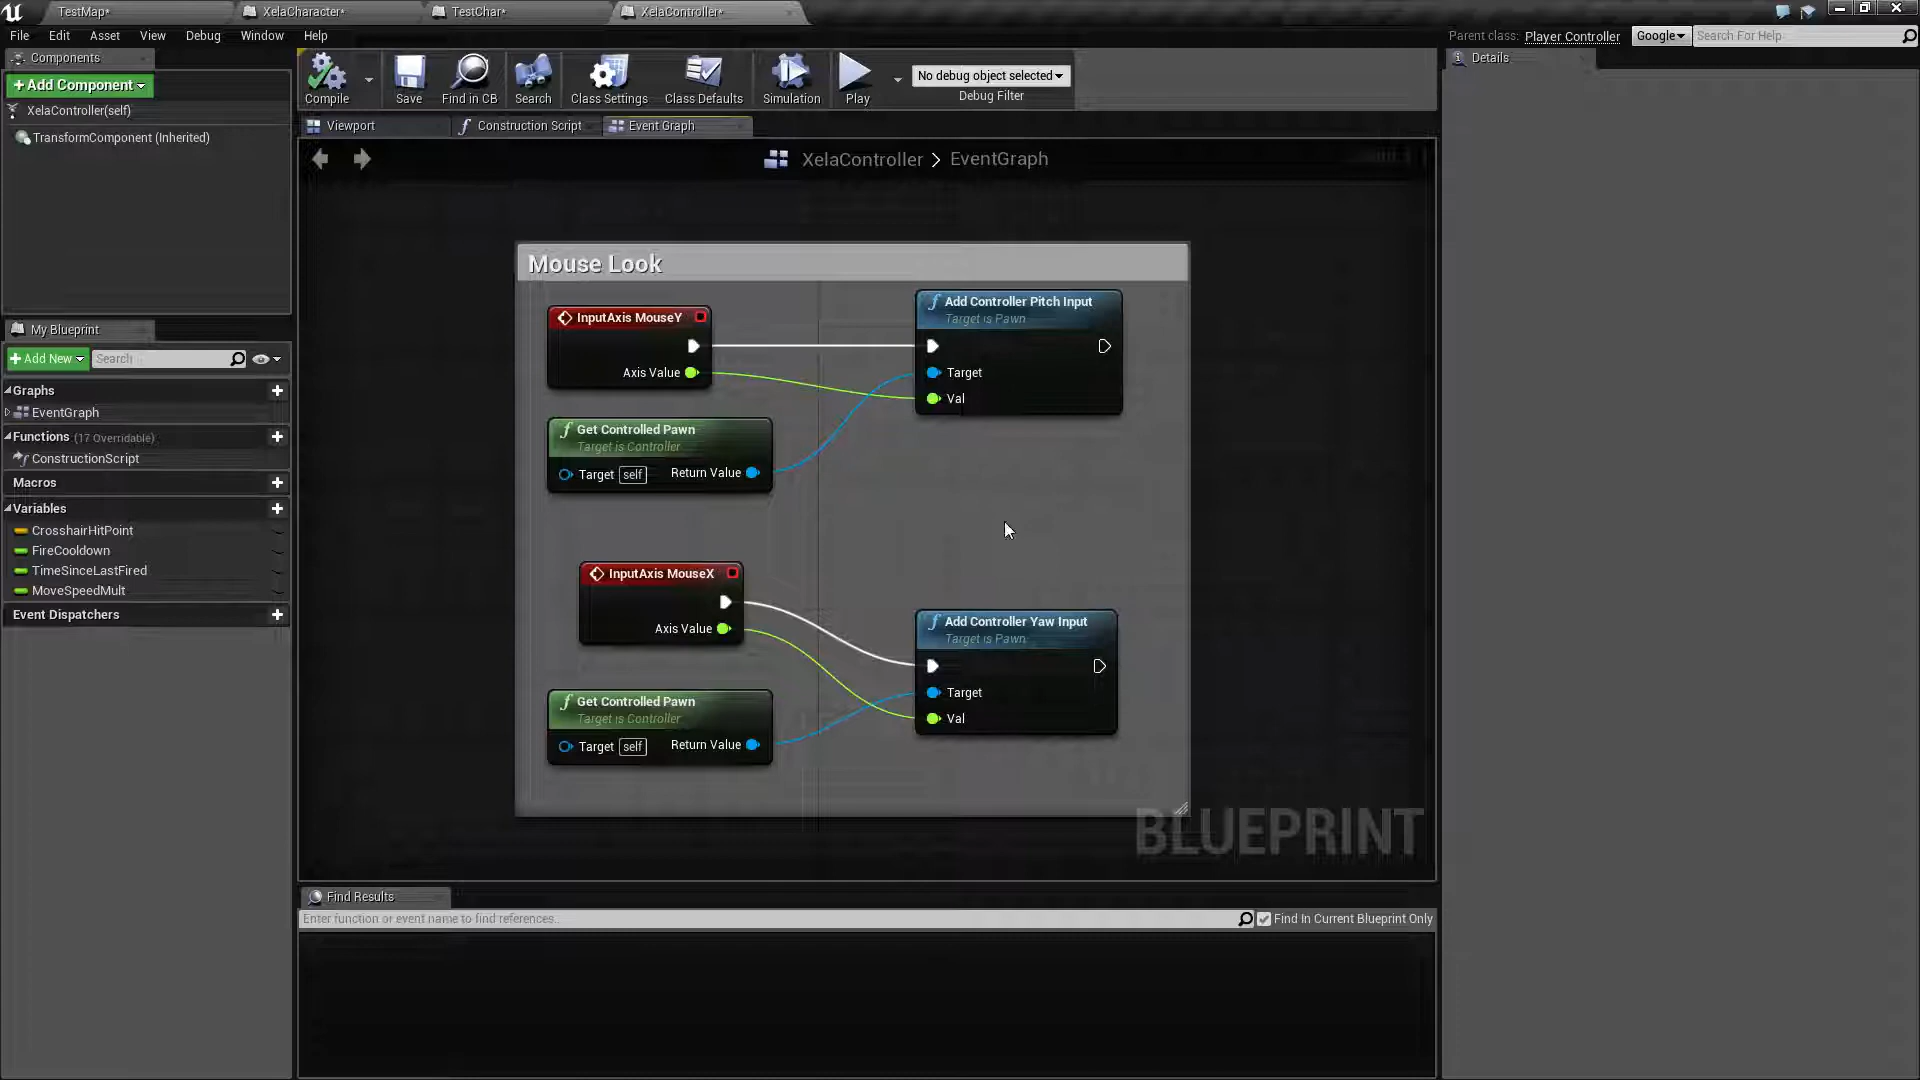 TestMap*
XelaCharacter*
TestChar*
XelaController*
File Edit Asset View Debug Window Help
Parent class: Player Controller
Google
Search For Help
Components
+ Add Component
XelaController(self)
TransformComponent (Inherited)
Compile
Save
Find in CB
Search
Class Settings
Class Defaults
Simulation
Play
No debug object selected
Debug Filter
Details
Viewport
Construction Script
Event Graph
XelaController > EventGraph
My Blueprint
+ Add New
Search
Graphs
EventGraph
Functions (17 Overridable)
ConstructionScript
Macros
Variables
CrosshairHitPoint
FireCooldown
TimeSinceLastFired
MoveSpeedMult
Event Dispatchers
Mouse Look
InputAxis MouseY
Axis Value
Add Controller Pitch Input
Target is Pawn
Target
Val
Get Controlled Pawn
Target is Controller
Target self Return Value
InputAxis MouseX
Axis Value
Add Controller Yaw Input
Target is Pawn
Target
Val
Get Controlled Pawn
Target is Controller
Target self Return Value
BLUEPRINT
Find Results
Enter function or event name to find references...
Find In Current Blueprint Only